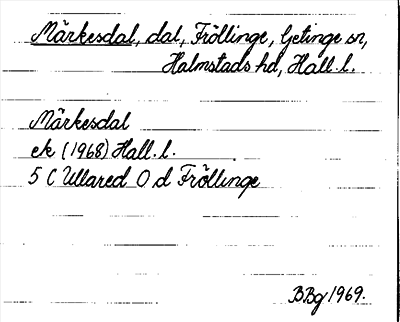 Märkesdal, dal, Fröllinge, Getinge sn,
Halmstads hd, Hall. l.
Märkesdal
ek (1968) Hall. l.
5 C Ullared O d Fröllinge
BBg 1969.